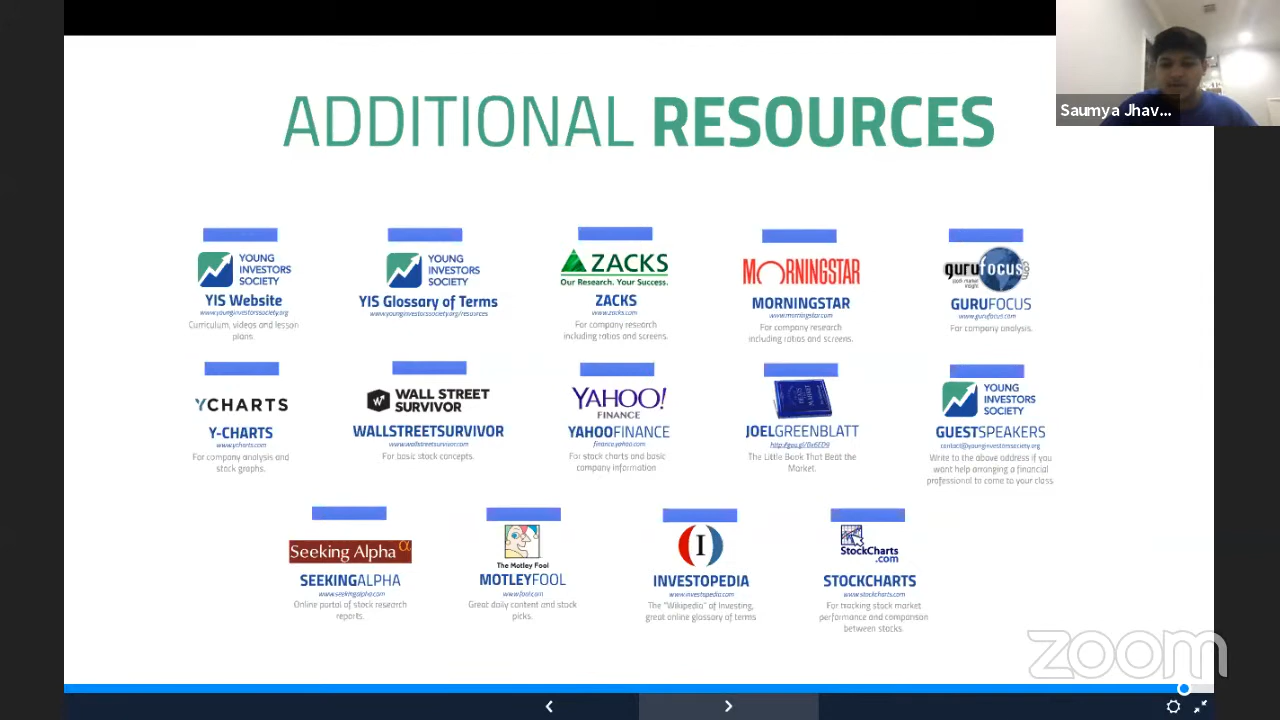 Saumya Jhav...
ADDITIONAL RESOURCES
YOUNG
INVESTORS
SOCIETY
YIS Website
www.younginvestorssociety.org
Curriculum, videos and lesson
plans.
YOUNG
INVESTORS
SOCIETY
YIS Glossary of Terms
www.younginvestorssociety.org/resources
ZACKS
Our Research. Your Success.
ZACKS
www.zacks.com
For company research
including ratios and screens.
MORNINGSTAR
MORNINGSTAR
www.morningstar.com
For company research
including ratios and screens.
gurufocus
GURUFOCUS
www.gurufocus.com
For company analysis.
YCHARTS
Y-CHARTS
www.ycharts.com
For company analysis and
stock graphs.
WALL STREET
SURVIVOR
WALLSTREETSURVIVOR
www.wallstreetsurvivor.com
For basic stock concepts.
YAHOO!
FINANCE
YAHOOFINANCE
finance.yahoo.com
For stock charts and basic
company information
JOELGREENBLATT
The Little Book That Beat the
Market.
YOUNG
INVESTORS
SOCIETY
GUESTSPEAKERS
contact@younginvestorssociety.org
Write to the above address if you
want help arranging a financial
professional to come to your class.
Seeking Alpha α
SEEKINGALPHA
www.seekingalpha.com
Online portal of stock research
reports.
The Motley Fool
MOTLEYFOOL
www.fool.com
Great daily content and stock
picks.
I
INVESTOPEDIA
www.investopedia.com
The "Wikipedia" of Investing,
great online glossary of terms
StockCharts
.com
STOCKCHARTS
www.stockcharts.com
For tracking stock market
performance and comparison
between stocks.
zoom